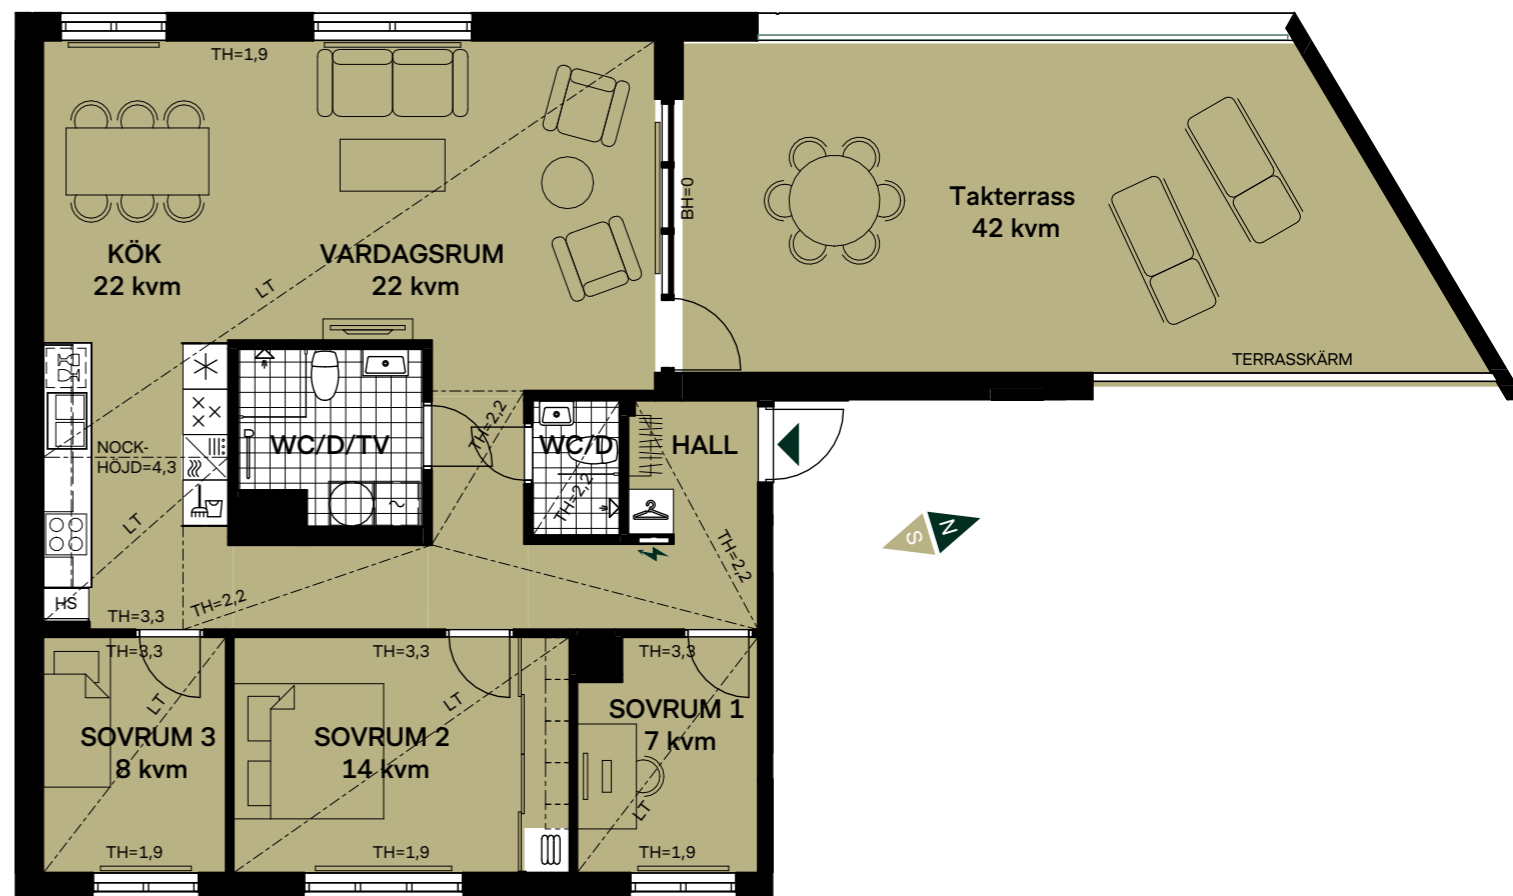 TH=1,9
KÖK
22 kvm
VARDAGSRUM
22 kvm
LT
BH=0
Takterrass
42 kvm
TERRASSKÄRM
NOCK-
HÖJD=4,3
LT
WC/D/TV
TH=2,2
WC/D
TH=2,2
HALL
TH=2,2
S
N
HS
TH=3,3
TH=2,2
TH=3,3
LT
SOVRUM 3
8 kvm
TH=1,9
TH=3,3
LT
SOVRUM 2
14 kvm
TH=1,9
TH=3,3
SOVRUM 1
7 kvm
LT
TH=1,9